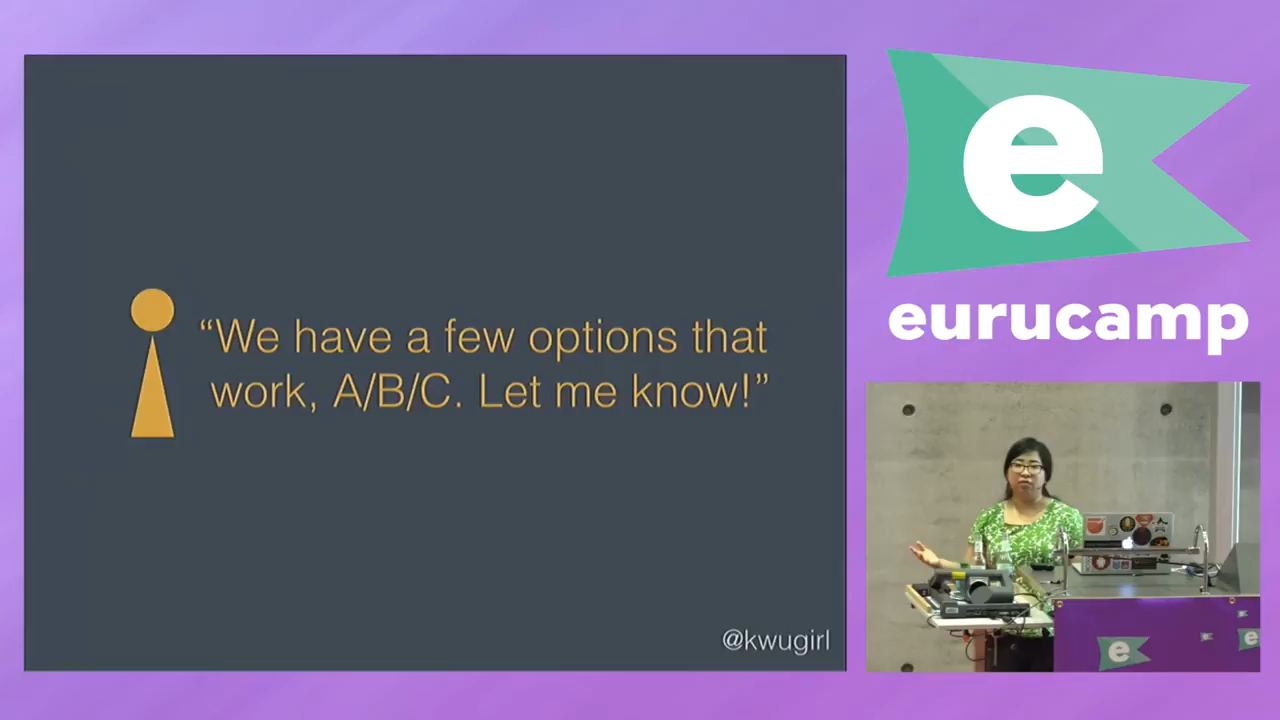 “We have a few options that
work, A/B/C. Let me know!”
@kwugirl
e
eurucamp
e
e